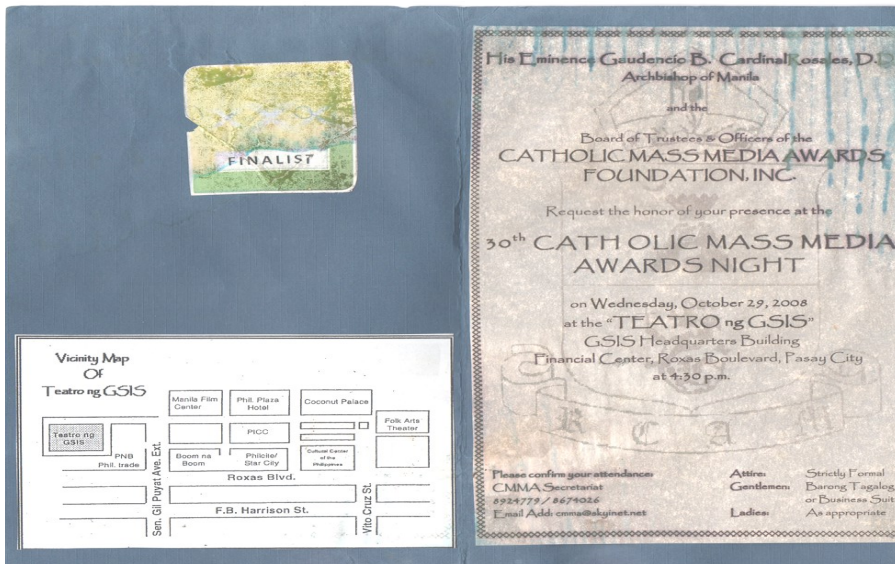 FINALIST
Vicinity Map
Of
Teatro ng GSIS
Manila Film
Center
Phil. Plaza
Hotel
Coconut Palace
Folk Arts
Theater
Teatro ng
GSIS
PICC
PNB
Phil. trade
Boom na
Boom
Philcite/
Star City
Cultural Center
of the
Philippines
Roxas Blvd.
Sen. Gil Puyat Ave. Ext.
F.B. Harrison St.
Vito Cruz St.
His Eminence Gaudencio B. CardinalRosales, D.D
Archbishop of Manila
and the
Board of Trustees & Officers of the
CATHOLIC MASS MEDIA AWARDS
FOUNDATION, INC.
Request the honor of your presence at the
30th CATH OLIC MASS MEDIA
AWARDS NIGHT
on Wednesday, October 29, 2008
at the "TEATRO ng GSIS"
GSIS Headquarters Building
Financial Center, Roxas Boulevard, Pasay City
at 4:30 p.m.
R C A
Please confirm your attendance:
CMMA Secretariat
8924779 / 8674026
Email Add: cmma@skyinet.net
Attire: Strictly Formal
Gentlemen: Barong Tagalog
or Business Suit
Ladies: As appropriate